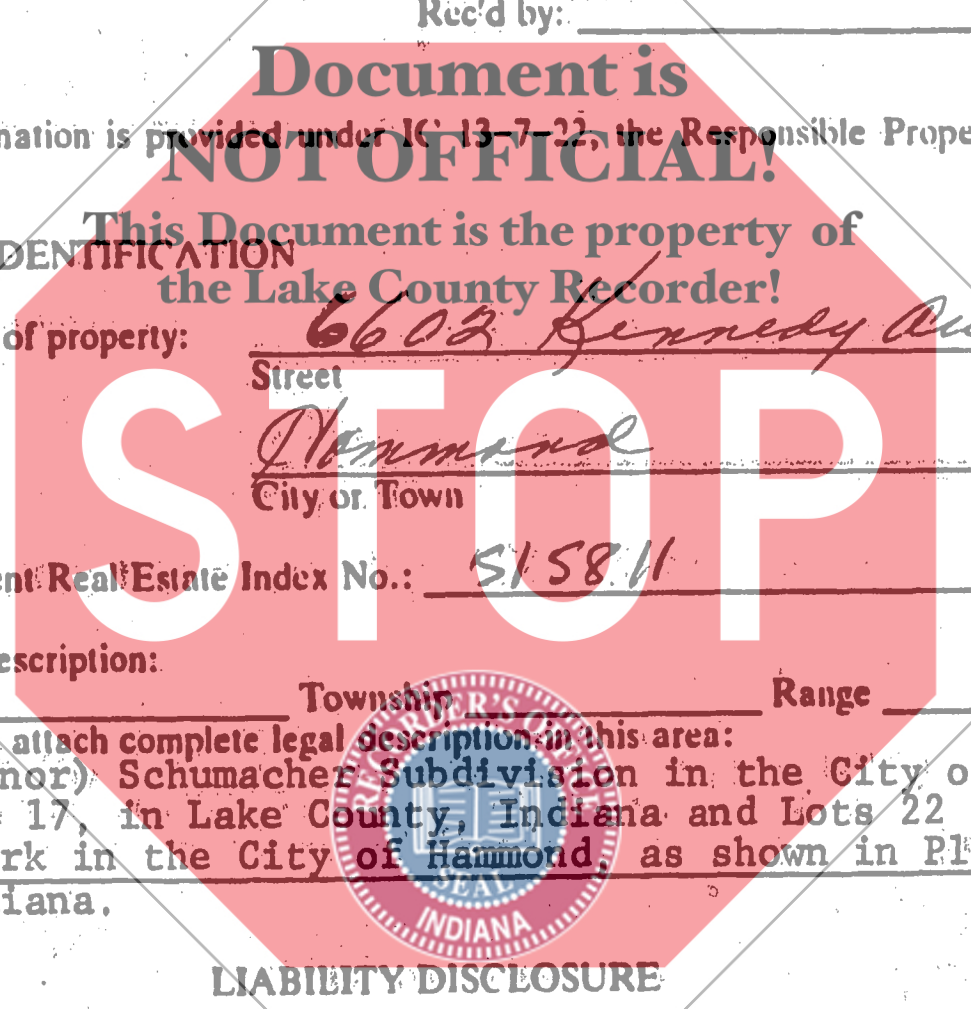 Rec'd by:
Document is
nation is provided under IC 13-7-22, the Responsible Prope
NOT OFFICIAL!
This Document is the property of
DENTIFICATION
the Lake County Recorder!
of property: 6602 Kennedy Av
Street
Hammond
City or Town
ent Real Estate Index No.: 5158 11
STOP
escription:
Township Range
attach complete legal description in this area:
nor) Schumacher Subdivision in the City o
17, in Lake County, Indiana and Lots 22
rk in the City of Hammond, as shown in Pl
iana.
RECORDER'S OFFICE
SEAL
INDIANA
LIABILITY DISCLOSURE